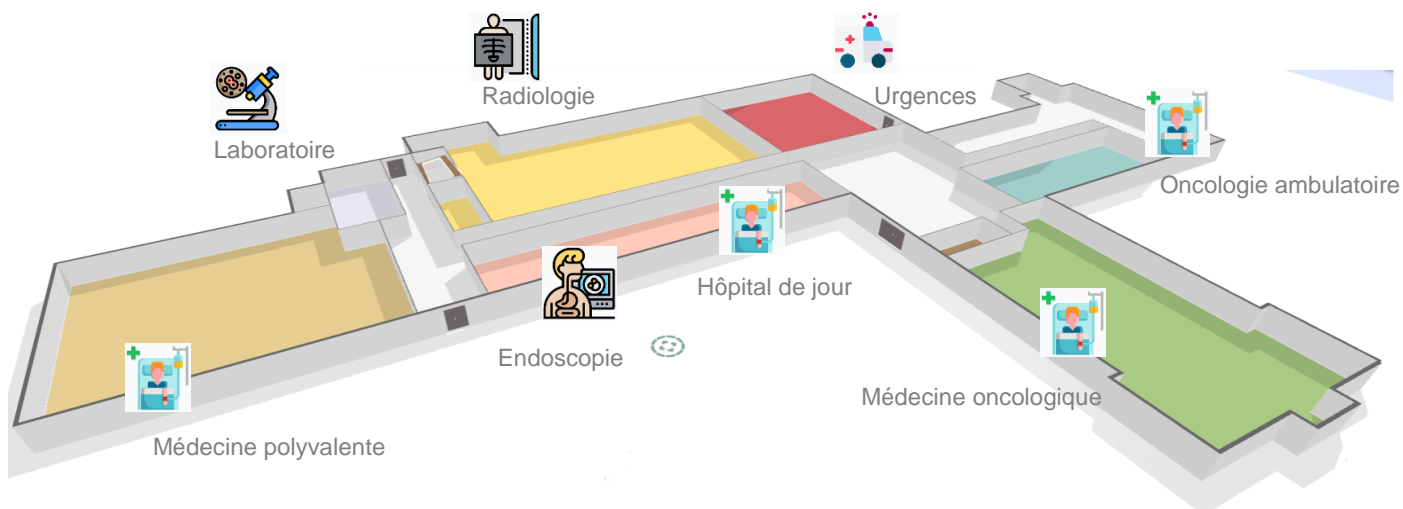 Radiologie
Urgences
Laboratoire
Oncologie ambulatoire
Hôpital de jour
Endoscopie
Médecine oncologique
Médecine polyvalente